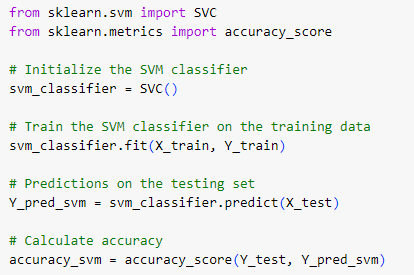 from sklearn.svm import SVC
from sklearn.metrics import accuracy_score
# Initialize the SVM classifier
svm_classifier = SVC()
# Train the SVM classifier on the training data
svm_classifier.fit(X_train, Y_train)
# Predictions on the testing set
Y_pred_svm = svm_classifier.predict(X_test)
# Calculate accuracy
accuracy_svm = accuracy_score(Y_test, Y_pred_svm)